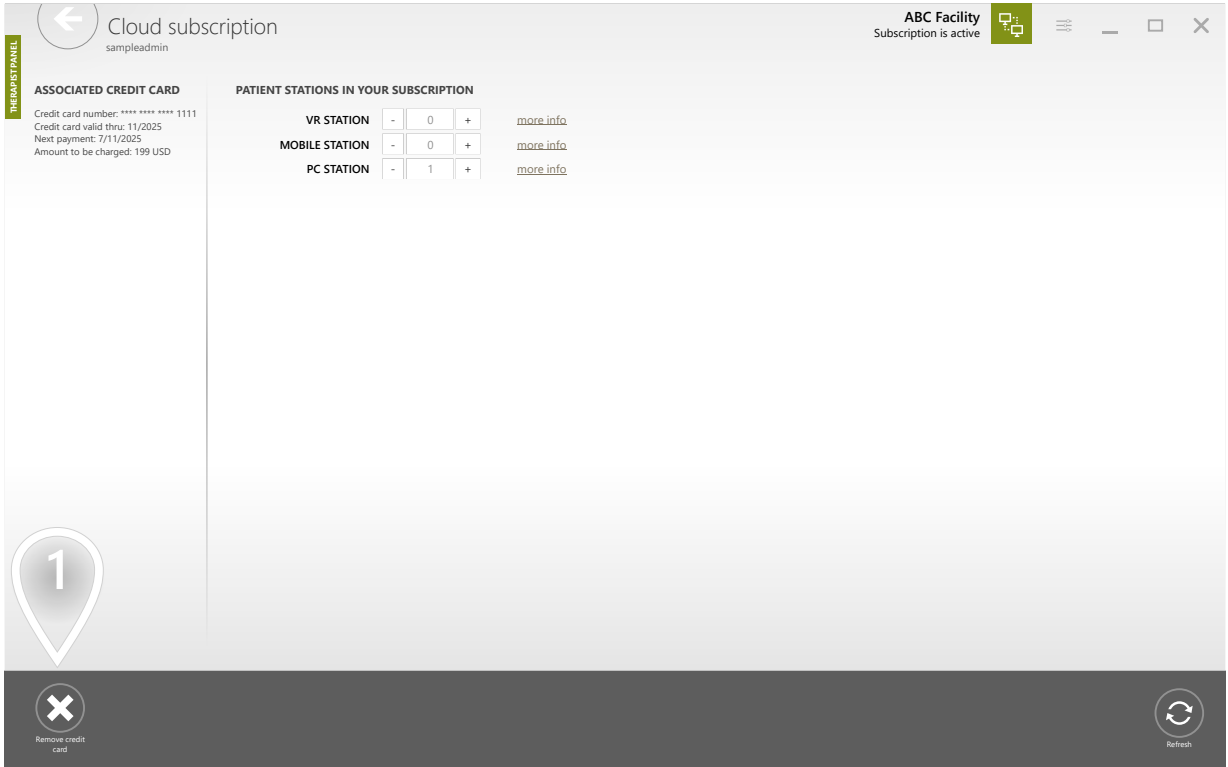 Cloud subscription
sampleadmin
ABC Facility
Subscription is active
THERAPIST PANEL
ASSOCIATED CREDIT CARD
Credit card number: **** **** **** 1111
Credit card valid thru: 11/2025
Next payment: 7/11/2025
Amount to be charged: 199 USD
PATIENT STATIONS IN YOUR SUBSCRIPTION
VR STATION - 0 + more info
MOBILE STATION - 0 + more info
PC STATION - 1 + more info
1
Remove credit
card
Refresh